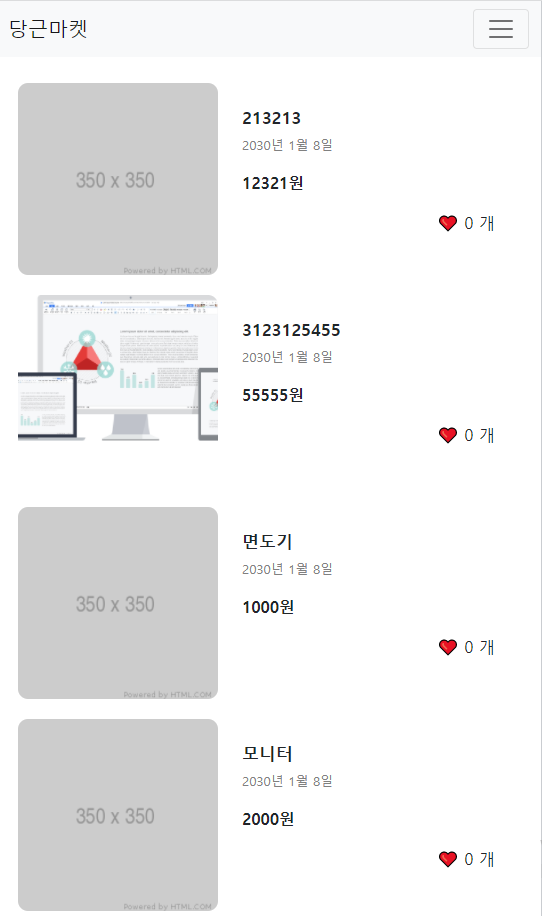 당근마켓
350 x 350
Powered by HTML.COM
213213
2030년 1월 8일
12321원
0 개
3123125455
2030년 1월 8일
55555원
0 개
350 x 350
Powered by HTML.COM
면도기
2030년 1월 8일
1000원
0 개
350 x 350
Powered by HTML.COM
모니터
2030년 1월 8일
2000원
0 개